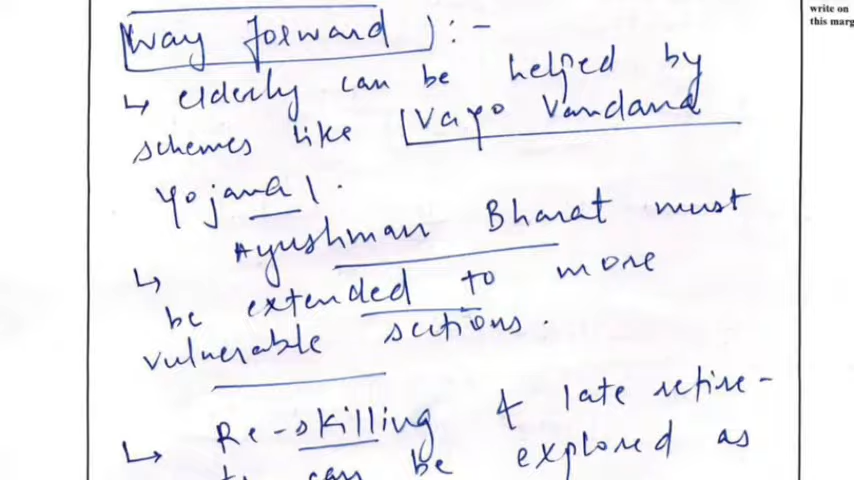 write on
this marg
Way forward :-
↳ elderly can be helped by
schemes like Vayo Vandana
Yojana.
↳ Ayushman Bharat must
be extended to more
vulnerable sections.
↳ Re-skilling & late retire-
can be explored as